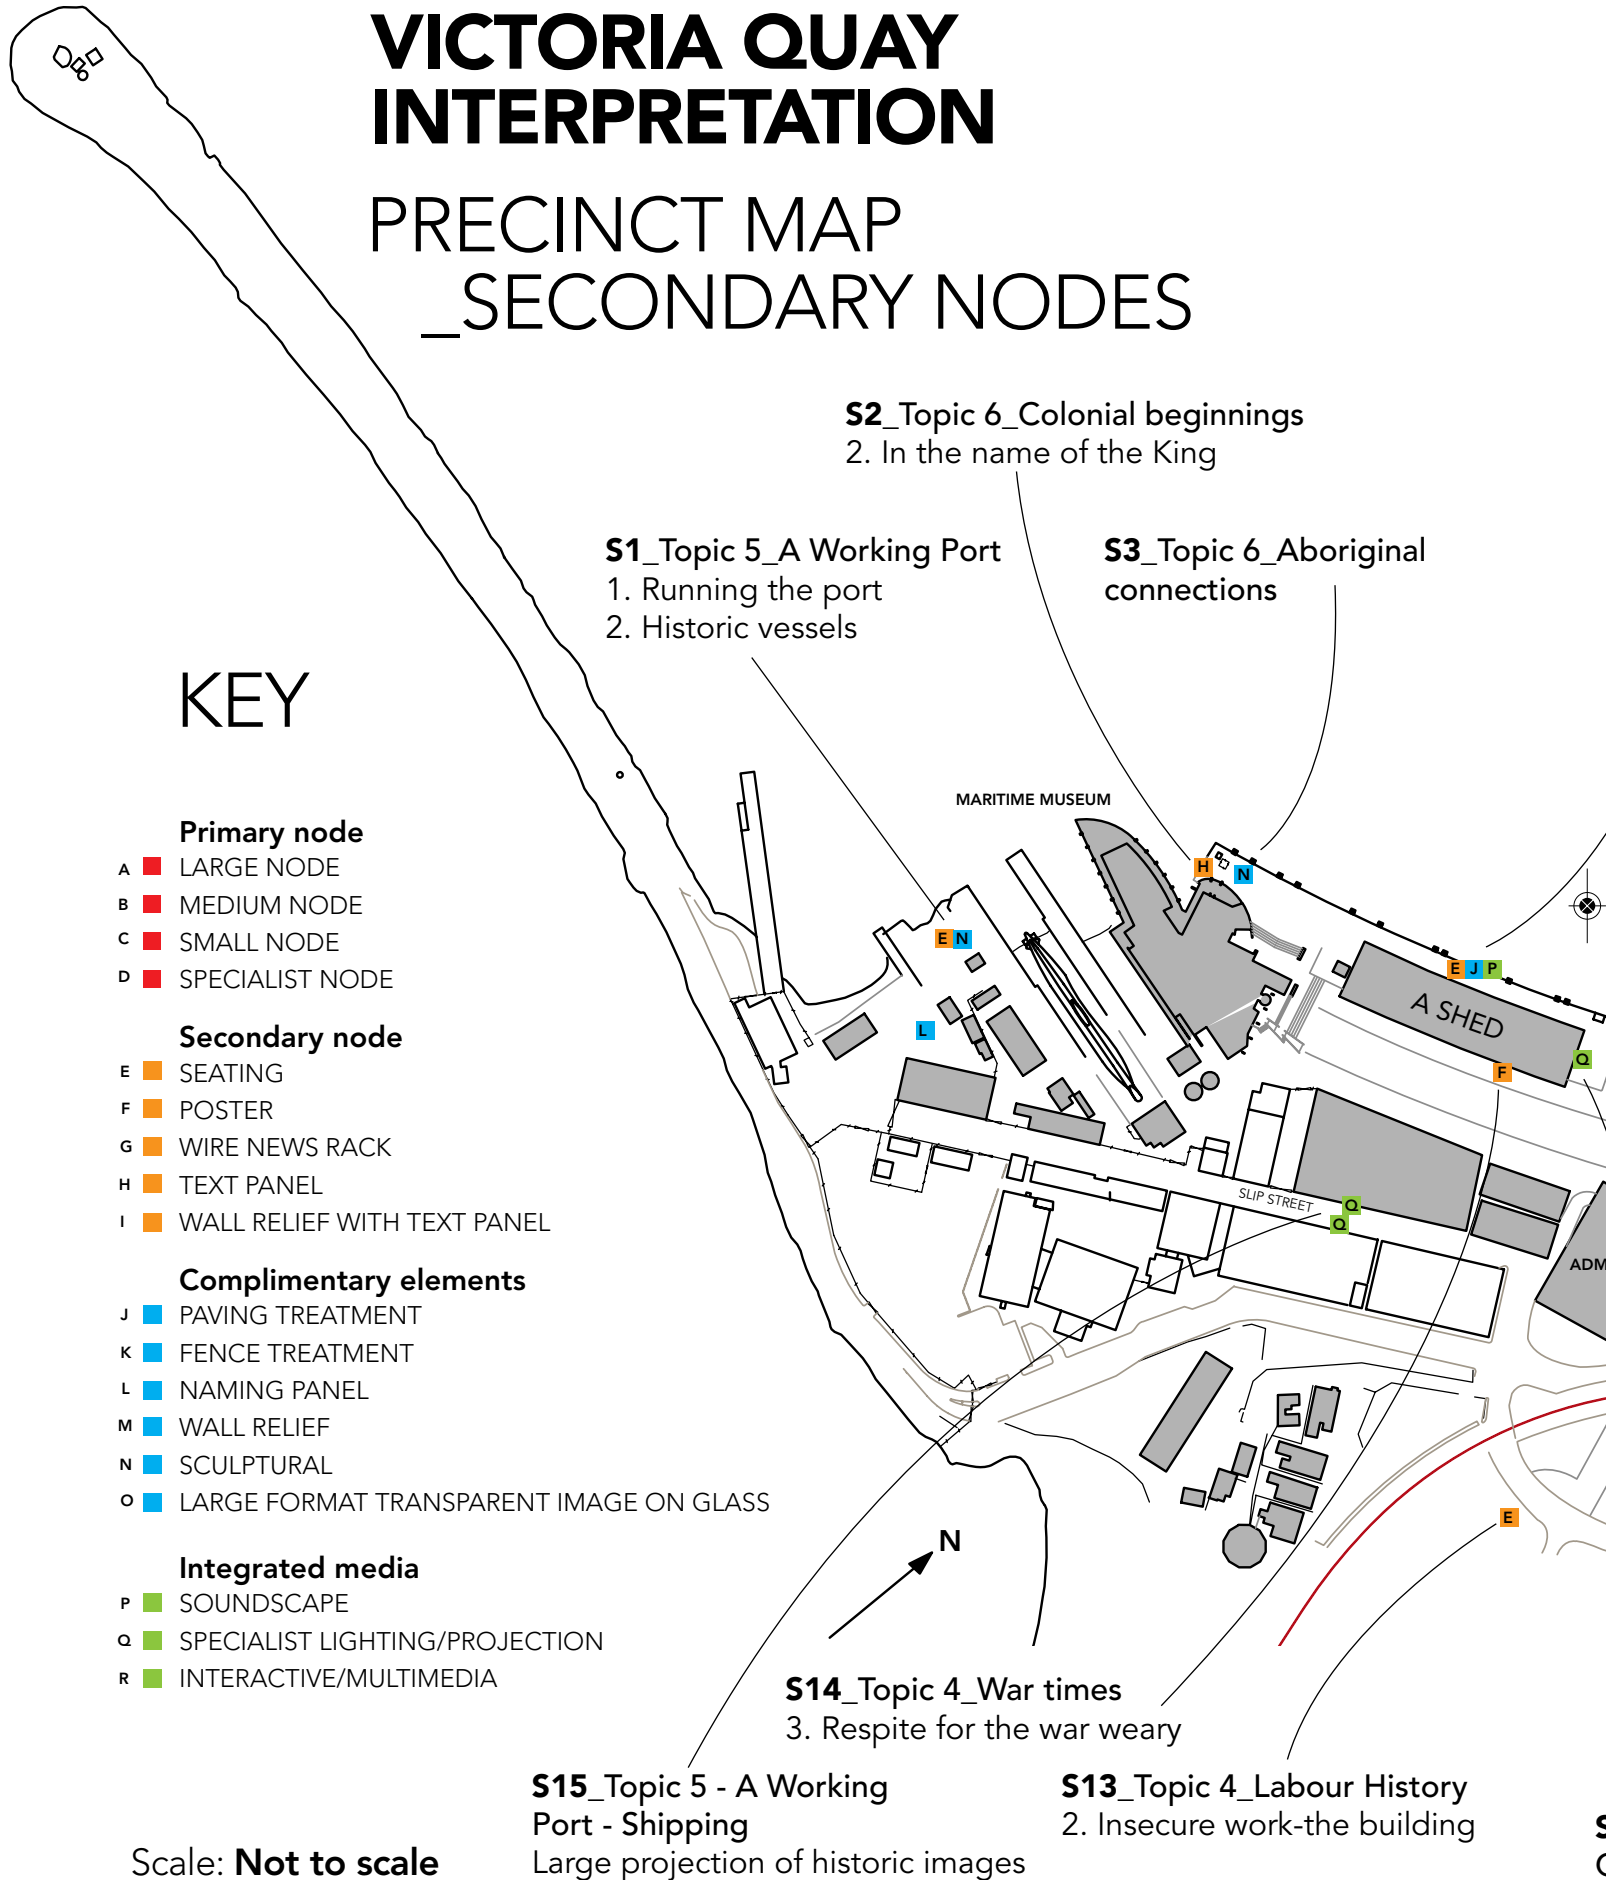 VICTORIA QUAY
INTERPRETATION
PRECINCT MAP
_SECONDARY NODES
S2_Topic 6_Colonial beginnings
2. In the name of the King
S1_Topic 5_A Working Port
1. Running the port
2. Historic vessels
S3_Topic 6_Aboriginal
connections
KEY
Primary node
A LARGE NODE
B MEDIUM NODE
C SMALL NODE
D SPECIALIST NODE
Secondary node
E SEATING
F POSTER
G WIRE NEWS RACK
H TEXT PANEL
I WALL RELIEF WITH TEXT PANEL
Complimentary elements
J PAVING TREATMENT
K FENCE TREATMENT
L NAMING PANEL
M WALL RELIEF
N SCULPTURAL
O LARGE FORMAT TRANSPARENT IMAGE ON GLASS
Integrated media
P SOUNDSCAPE
Q SPECIALIST LIGHTING/PROJECTION
R INTERACTIVE/MULTIMEDIA
MARITIME MUSEUM
H
N
E N
L
E J P
A SHED
Q
F
SLIP STREET
Q
Q
ADM
E
N
S14_Topic 4_War times
3. Respite for the war weary
S15_Topic 5 - A Working
Port - Shipping
Large projection of historic images
S13_Topic 4_Labour History
2. Insecure work-the building
Scale: Not to scale